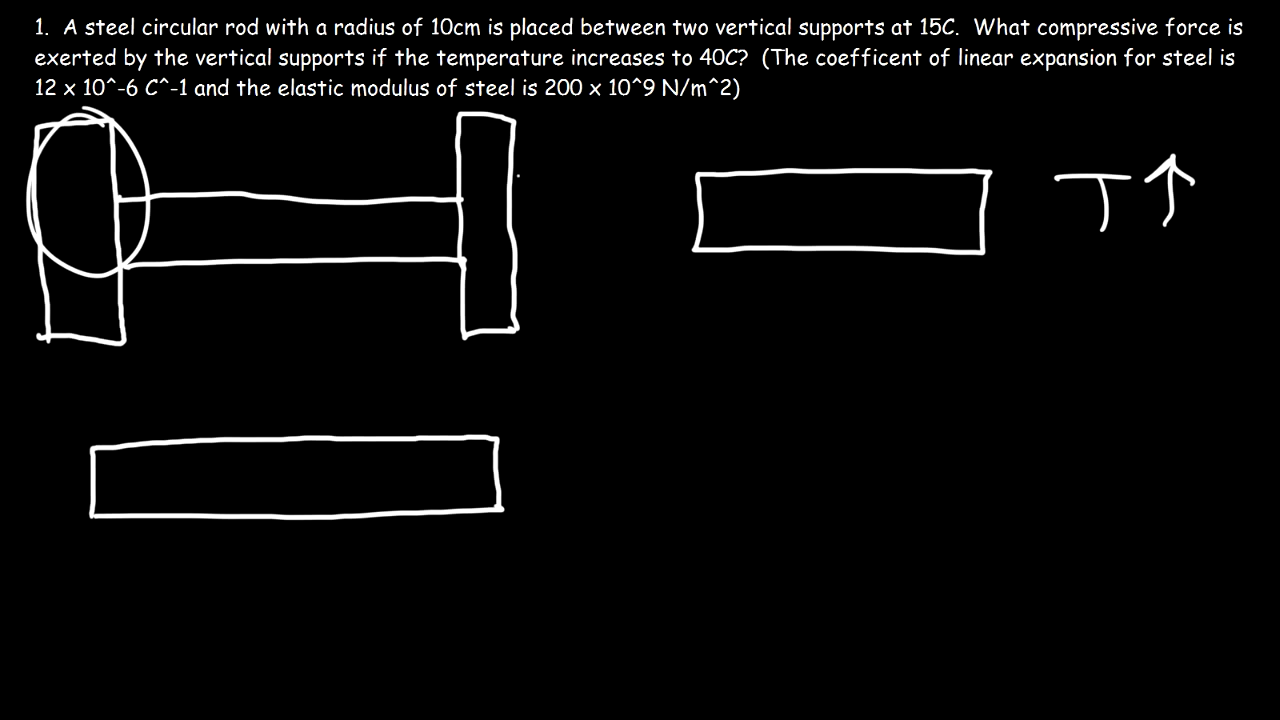 1. A steel circular rod with a radius of 10cm is placed between two vertical supports at 15C. What compressive force is
exerted by the vertical supports if the temperature increases to 40C? (The coefficent of linear expansion for steel is
12 x 10^-6 C^-1 and the elastic modulus of steel is 200 x 10^9 N/m^2)
T ↑